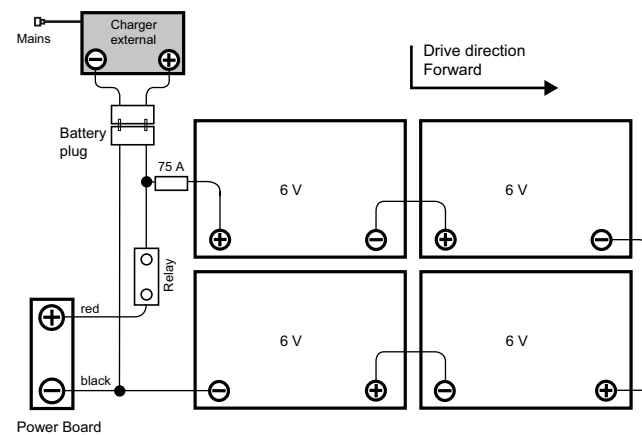 Charger
external
Mains
Drive direction
Forward
Battery
plug
75 A
6 V
6 V
Relay
red
6 V
6 V
black
Power Board